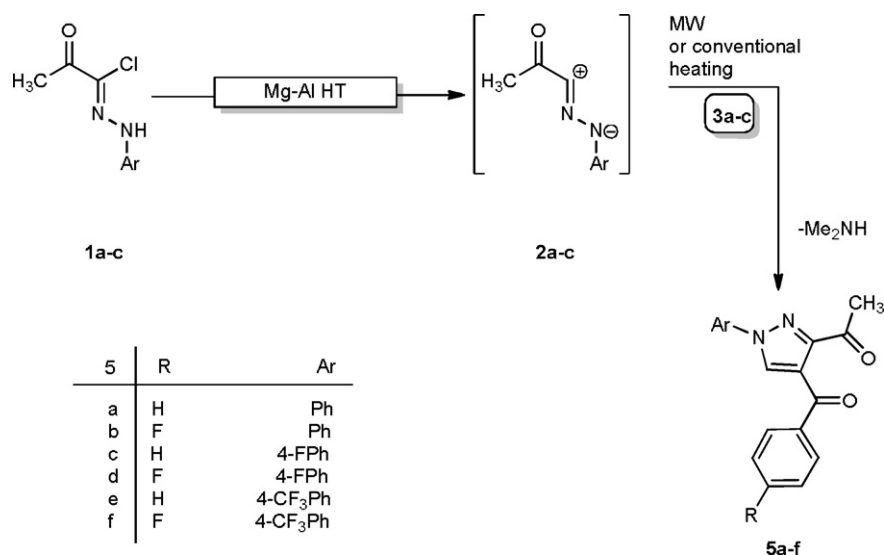 O
H₃C
Cl
N
NH
Ar
1a-c
Mg-Al HT
O
H₃C
⊕
N
N⊖
Ar
2a-c
MW
or conventional
heating
3a-c
-Me₂NH
Ar
N
N
CH₃
O
O
R
5a-f
5 R Ar
a H Ph
b F Ph
c H 4-FPh
d F 4-FPh
e H 4-CF₃Ph
f F 4-CF₃Ph